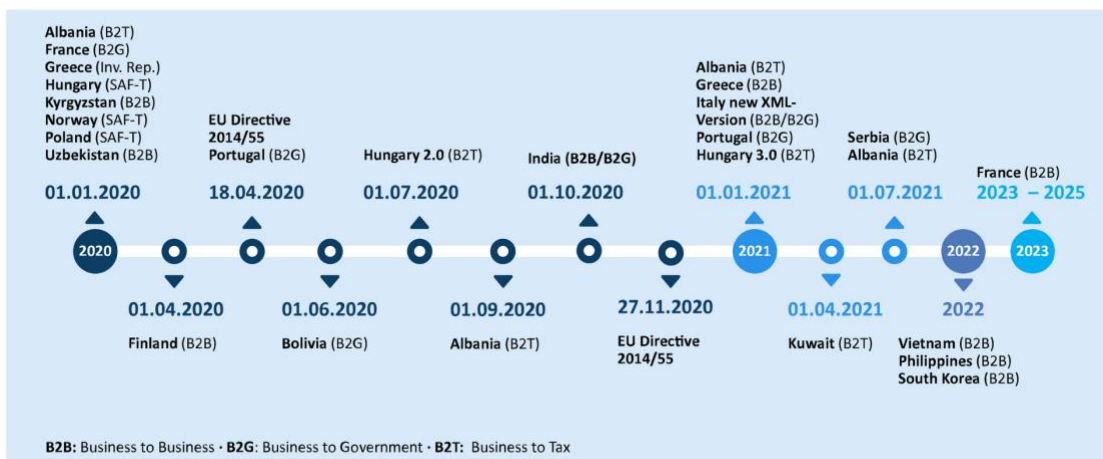 Albania (B2T)
France (B2G)
Greece (Inv. Rep.)
Hungary (SAF-T)
Kyrgyzstan (B2B)
Norway (SAF-T)
Poland (SAF-T)
Uzbekistan (B2B)
01.01.2020
EU Directive
2014/55
Portugal (B2G)
18.04.2020
Hungary 2.0 (B2T)
01.07.2020
India (B2B/B2G)
01.10.2020
Albania (B2T)
Greece (B2B)
Italy new XML-
Version (B2B/B2G)
Portugal (B2G)
Hungary 3.0 (B2T)
01.01.2021
Serbia (B2G)
Albania (B2T)
01.07.2021
France (B2B)
2023 – 2025
2020
2021
2022
2023
01.04.2020
Finland (B2B)
01.06.2020
Bolivia (B2G)
01.09.2020
Albania (B2T)
27.11.2020
EU Directive
2014/55
01.04.2021
Kuwait (B2T)
2022
Vietnam (B2B)
Philippines (B2B)
South Korea (B2B)
B2B: Business to Business · B2G: Business to Government · B2T: Business to Tax